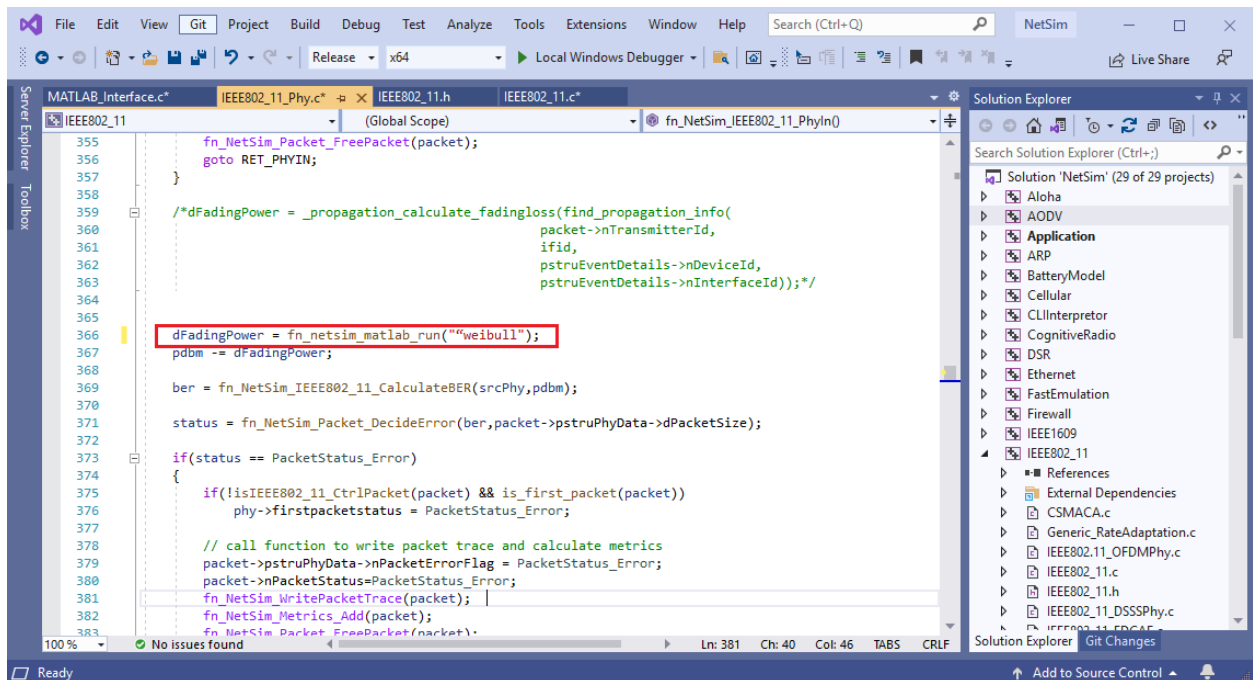 File Edit View Git Project Build Debug Test Analyze Tools Extensions Window Help Search (Ctrl+Q) NetSim
Release x64 Local Windows Debugger Live Share
Server Explorer
Toolbox
MATLAB_Interface.c* IEEE802_11_Phy.c* IEEE802_11.h IEEE802_11.c*
IEEE802_11 (Global Scope) fn_NetSim_IEEE802_11_PhyIn()
355 fn_NetSim_Packet_FreePacket(packet);
356 goto RET_PHYIN;
357 }
358
359 /*dFadingPower = _propagation_calculate_fadingloss(find_propagation_info(
360 packet->nTransmitterId,
361 ifid,
362 pstruEventDetails->nDeviceId,
363 pstruEventDetails->nInterfaceId));*/
364
365
366 dFadingPower = fn_netsim_matlab_run("“weibull");
367 pdbm -= dFadingPower;
368
369 ber = fn_NetSim_IEEE802_11_CalculateBER(srcPhy,pdbm);
370
371 status = fn_NetSim_Packet_DecideError(ber,packet->pstruPhyData->dPacketSize);
372
373 if(status == PacketStatus_Error)
374 {
375 if(!isIEEE802_11_CtrlPacket(packet) && is_first_packet(packet))
376 phy->firstpacketstatus = PacketStatus_Error;
377
378 // call function to write packet trace and calculate metrics
379 packet->pstruPhyData->nPacketErrorFlag = PacketStatus_Error;
380 packet->nPacketStatus=PacketStatus_Error;
381 fn_NetSim_WritePacketTrace(packet);
382 fn_NetSim_Metrics_Add(packet);
383 fn_NetSim_Packet_FreePacket(packet);
100 % No issues found Ln: 381 Ch: 40 Col: 46 TABS CRLF
Solution Explorer
Search Solution Explorer (Ctrl+;)
Solution 'NetSim' (29 of 29 projects)
Aloha
AODV
Application
ARP
BatteryModel
Cellular
CLIInterpretor
CognitiveRadio
DSR
Ethernet
FastEmulation
Firewall
IEEE1609
IEEE802_11
References
External Dependencies
CSMACA.c
Generic_RateAdaptation.c
IEEE802.11_OFDMPhy.c
IEEE802_11.c
IEEE802_11.h
IEEE802_11_DSSSPhy.c
Solution Explorer Git Changes
Ready Add to Source Control